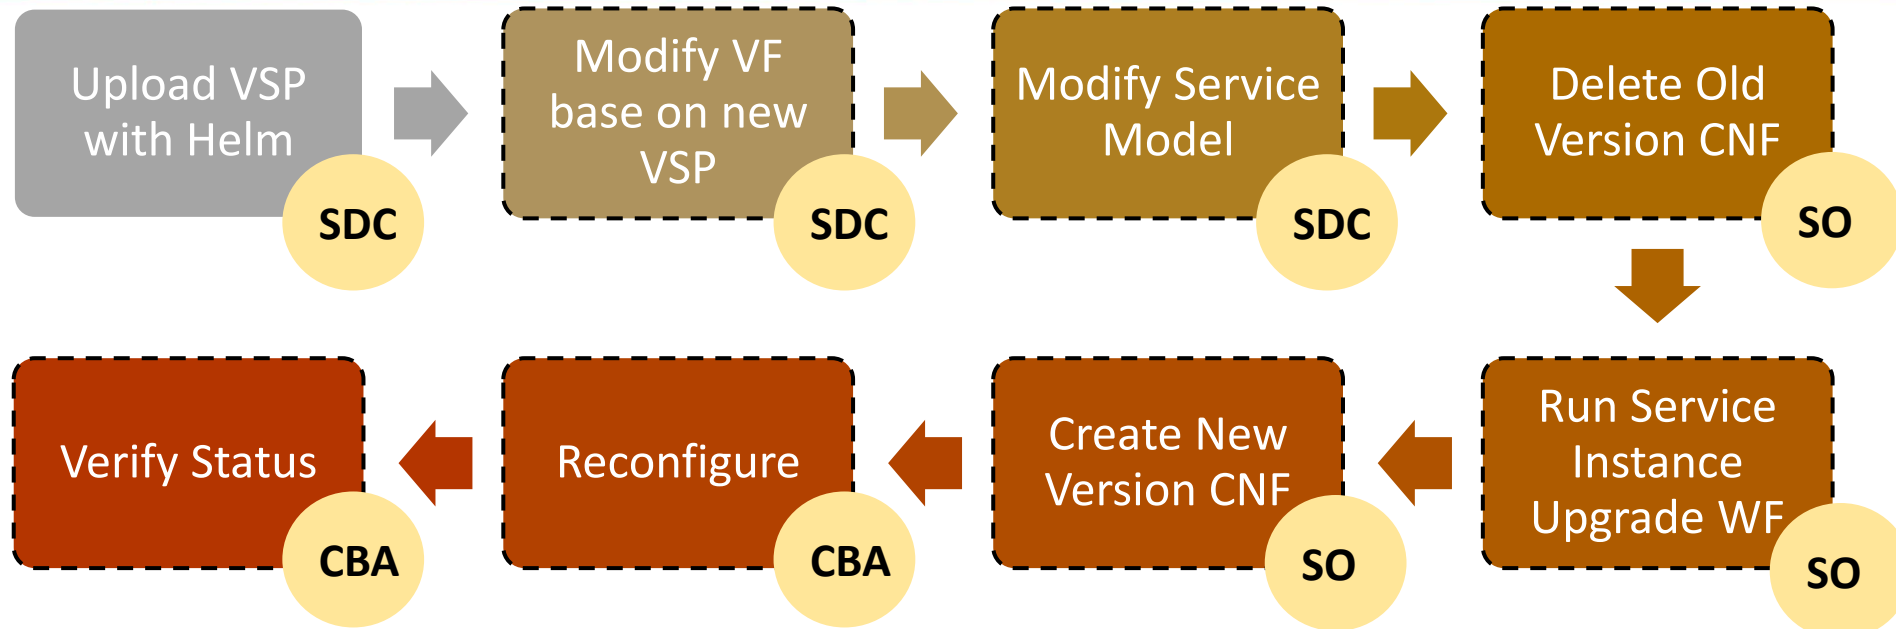 Upload VSP
with Helm
SDC
Modify VF
base on new
VSP
SDC
Modify Service
Model
SDC
Delete Old
Version CNF
SO
Run Service
Instance
Upgrade WF
SO
Create New
Version CNF
SO
Reconfigure
CBA
Verify Status
CBA